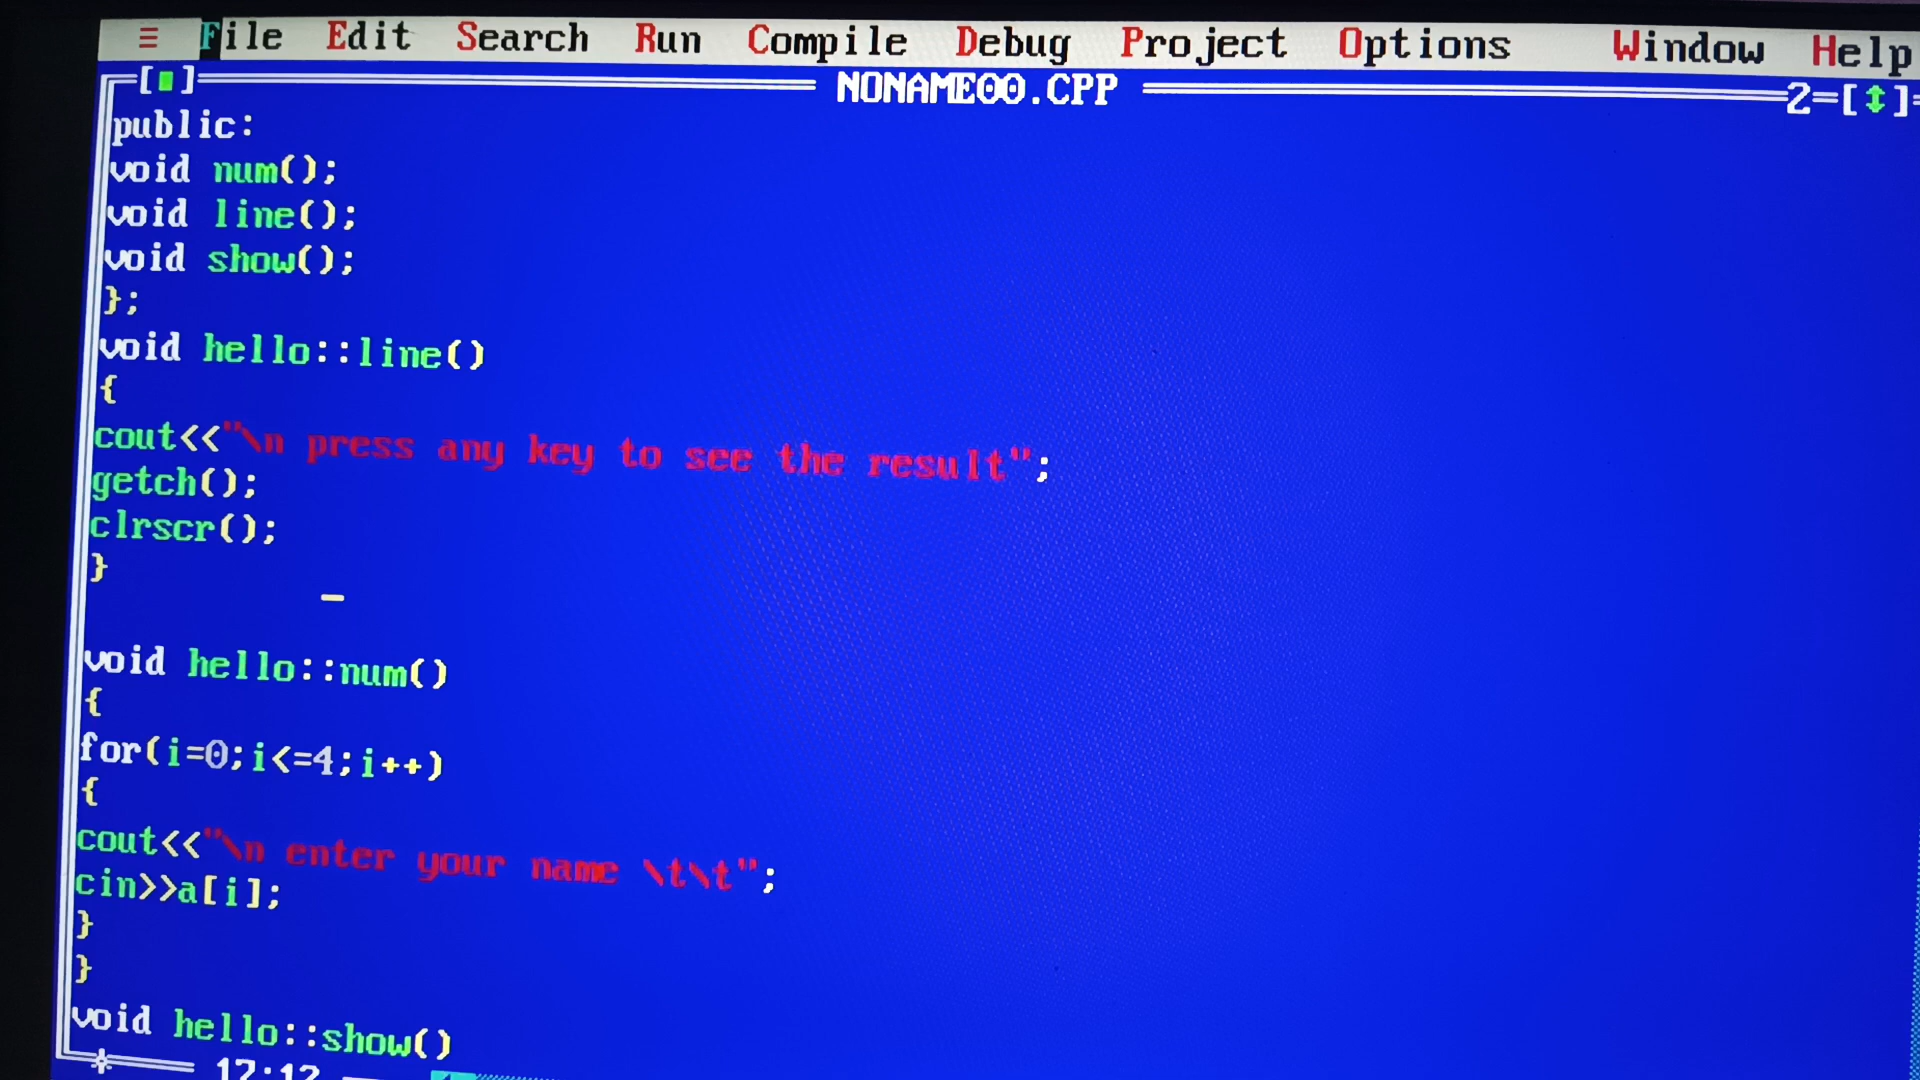 ≡ File Edit Search Run Compile Debug Project Options Window Help
[■] NONAME00.CPP 2=[↕]
public:
void num();
void line();
void show();
};
void hello::line()
{
cout<<"\n press any key to see the result";
getch();
clrscr();
}
void hello::num()
{
for(i=0;i<=4;i++)
{
cout<<"\n enter your name \t\t";
cin>>a[i];
}
}
void hello::show()
17:12